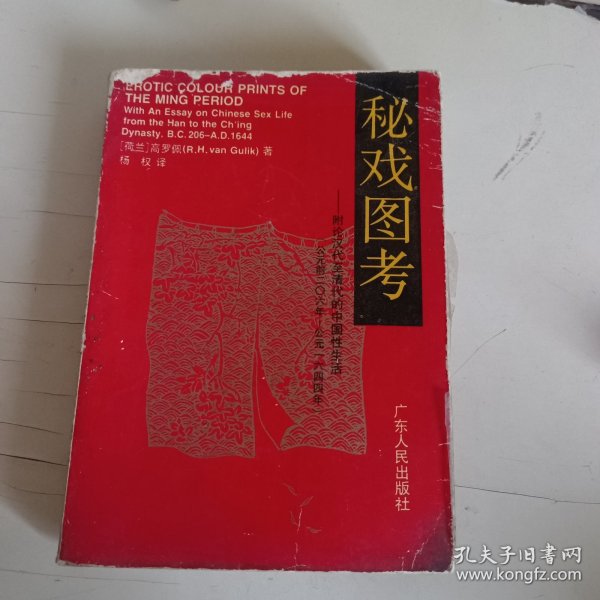 EROTIC COLOUR PRINTS OF
THE MING PERIOD
With An Essay on Chinese Sex Life
from the Han to the Ch'ing
Dynasty, B.C. 206–A.D. 1644
[荷兰]高罗佩(R.H. van Gulik) 著
杨权 译
秘戏图考
——附论汉代至清代的中国性生活
(公元前二〇六年—公元一六四四年)
广东人民出版社
孔夫子旧书网
www.kongfz.com